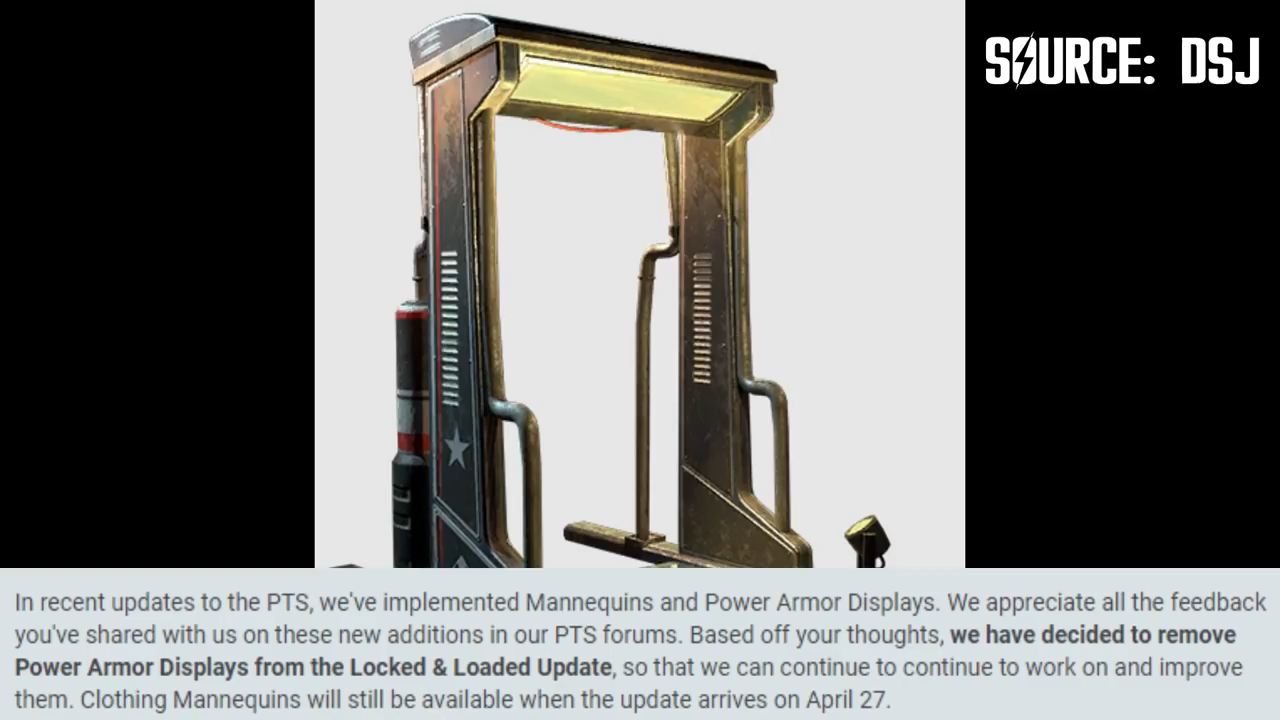 SOURCE: DSJ
In recent updates to the PTS, we've implemented Mannequins and Power Armor Displays. We appreciate all the feedback
you've shared with us on these new additions in our PTS forums. Based off your thoughts, we have decided to remove
Power Armor Displays from the Locked & Loaded Update, so that we can continue to continue to work on and improve
them. Clothing Mannequins will still be available when the update arrives on April 27.